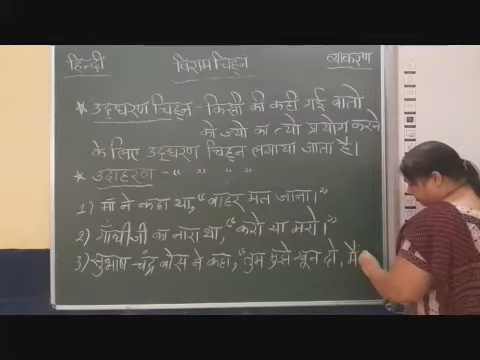 हिन्दी विराम चिह्न व्याकरण
* उद्धरण चिह्न - किसी की कही गई बातों
को ज्यों का त्यों प्रयोग करने
के लिए उद्धरण चिह्न लगाया जाता है।
* उदाहरण - “ ” “ ”
1) माँ ने कहा था, “बाहर मत जाना।”
2) गाँधीजी का नारा था, “करो या मरो।”
3) सुभाष चंद्र बोस ने कहा, “तुम मुझे खून दो, मैं